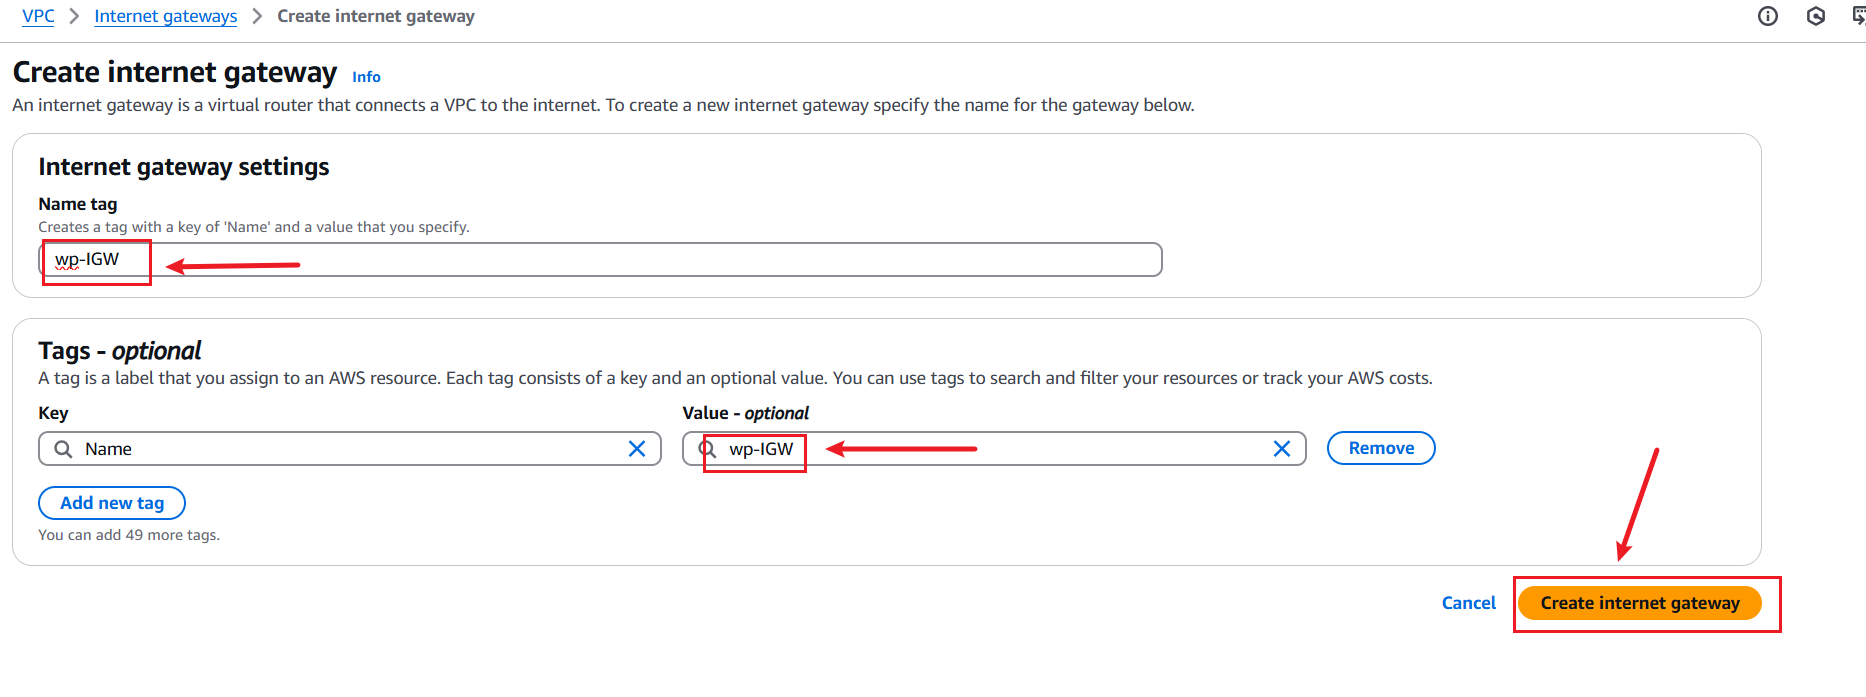 VPC > Internet gateways > Create internet gateway
Create internet gateway Info
An internet gateway is a virtual router that connects a VPC to the internet. To create a new internet gateway specify the name for the gateway below.
Internet gateway settings
Name tag
Creates a tag with a key of 'Name' and a value that you specify.
wp-IGW
Tags - optional
A tag is a label that you assign to an AWS resource. Each tag consists of a key and an optional value. You can use tags to search and filter your resources or track your AWS costs.
Key Value - optional
Name wp-IGW Remove
Add new tag
You can add 49 more tags.
Cancel Create internet gateway